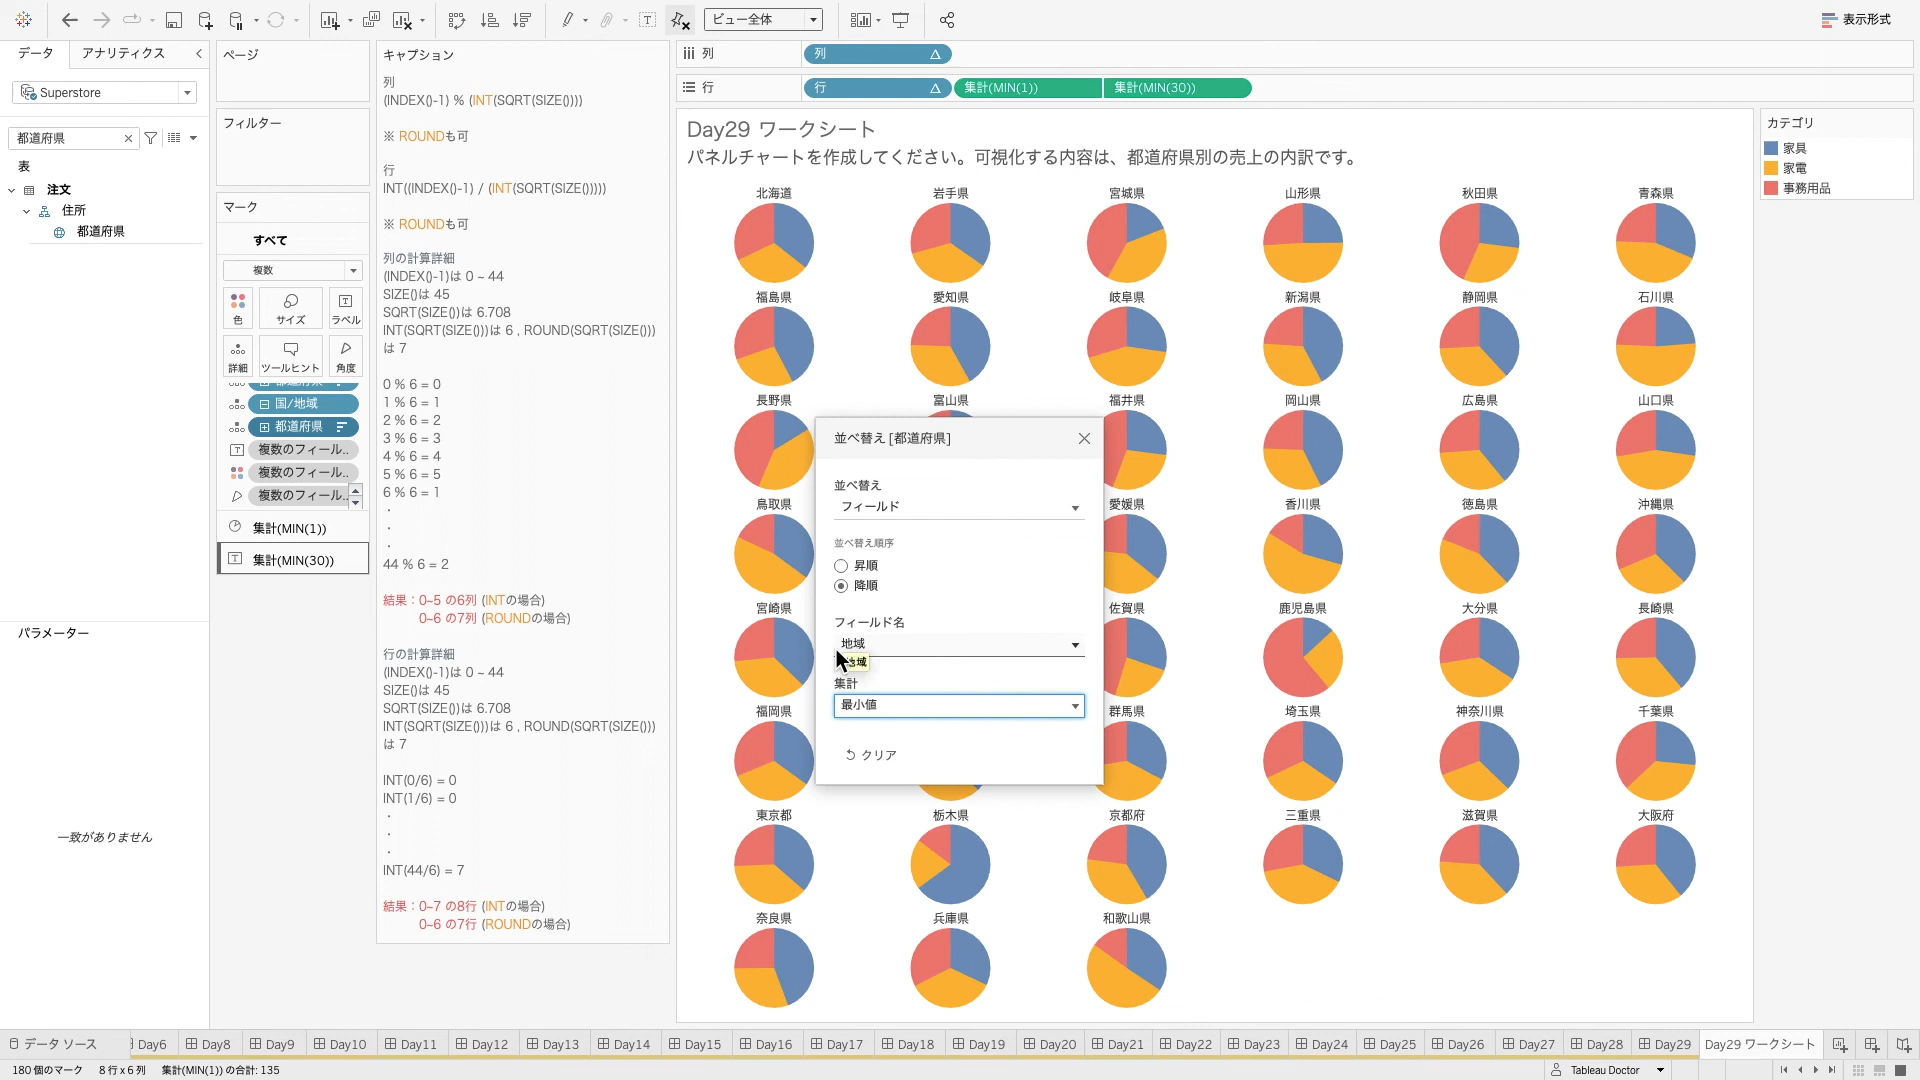 ビュー全体
表示形式
データ
アナリティクス
Superstore
都道府県
表
注文
住所
都道府県
パラメーター
一致がありません
ページ
フィルター
マーク
すべて
複数
色
サイズ
ラベル
詳細
ツールヒント
角度
国/地域
都道府県
複数のフィール..
複数のフィール..
複数のフィール..
集計(MIN(1))
集計(MIN(30))
キャプション
列
(INDEX()-1) % (INT(SQRT(SIZE())))
※ ROUNDも可
行
INT((INDEX()-1) / (INT(SQRT(SIZE()))))
※ ROUNDも可
列の計算詳細
(INDEX()-1)は 0 ~ 44
SIZE()は 45
SQRT(SIZE())は 6.708
INT(SQRT(SIZE()))は 6 , ROUND(SQRT(SIZE()))
は 7
0 % 6 = 0
1 % 6 = 1
2 % 6 = 2
3 % 6 = 3
4 % 6 = 4
5 % 6 = 5
6 % 6 = 1
・
・
・
44 % 6 = 2
結果：0~5 の6列 (INTの場合)
0~6 の7列 (ROUNDの場合)
行の計算詳細
(INDEX()-1)は 0 ~ 44
SIZE()は 45
SQRT(SIZE())は 6.708
INT(SQRT(SIZE()))は 6 , ROUND(SQRT(SIZE()))
は 7
INT(0/6) = 0
INT(1/6) = 0
・
・
・
INT(44/6) = 7
結果：0~7 の8行 (INTの場合)
0~6 の7行 (ROUNDの場合)
列 列
行 行 集計(MIN(1)) 集計(MIN(30))
Day29 ワークシート
パネルチャートを作成してください。可視化する内容は、都道府県別の売上の内訳です。
北海道 岩手県 宮城県 山形県 秋田県 青森県
福島県 愛知県 岐阜県 新潟県 静岡県 石川県
長野県 富山県 福井県 岡山県 広島県 山口県
鳥取県 愛媛県 香川県 徳島県 沖縄県
宮崎県 佐賀県 鹿児島県 大分県 長崎県
福岡県 群馬県 埼玉県 神奈川県 千葉県
東京都 栃木県 京都府 三重県 滋賀県 大阪府
奈良県 兵庫県 和歌山県
並べ替え [都道府県]
並べ替え
フィールド
並べ替え順序
昇順
降順
フィールド名
地域
地域
集計
最小値
クリア
カテゴリ
家具
家電
事務用品
データ ソース Day6 Day8 Day9 Day10 Day11 Day12 Day13 Day14 Day15 Day16 Day17 Day18 Day19 Day20 Day21 Day22 Day23 Day24 Day25 Day26 Day27 Day28 Day29 Day29 ワークシート
180 個のマーク 8 行 x 6 列 集計(MIN(1)) の合計: 135 Tableau Doctor